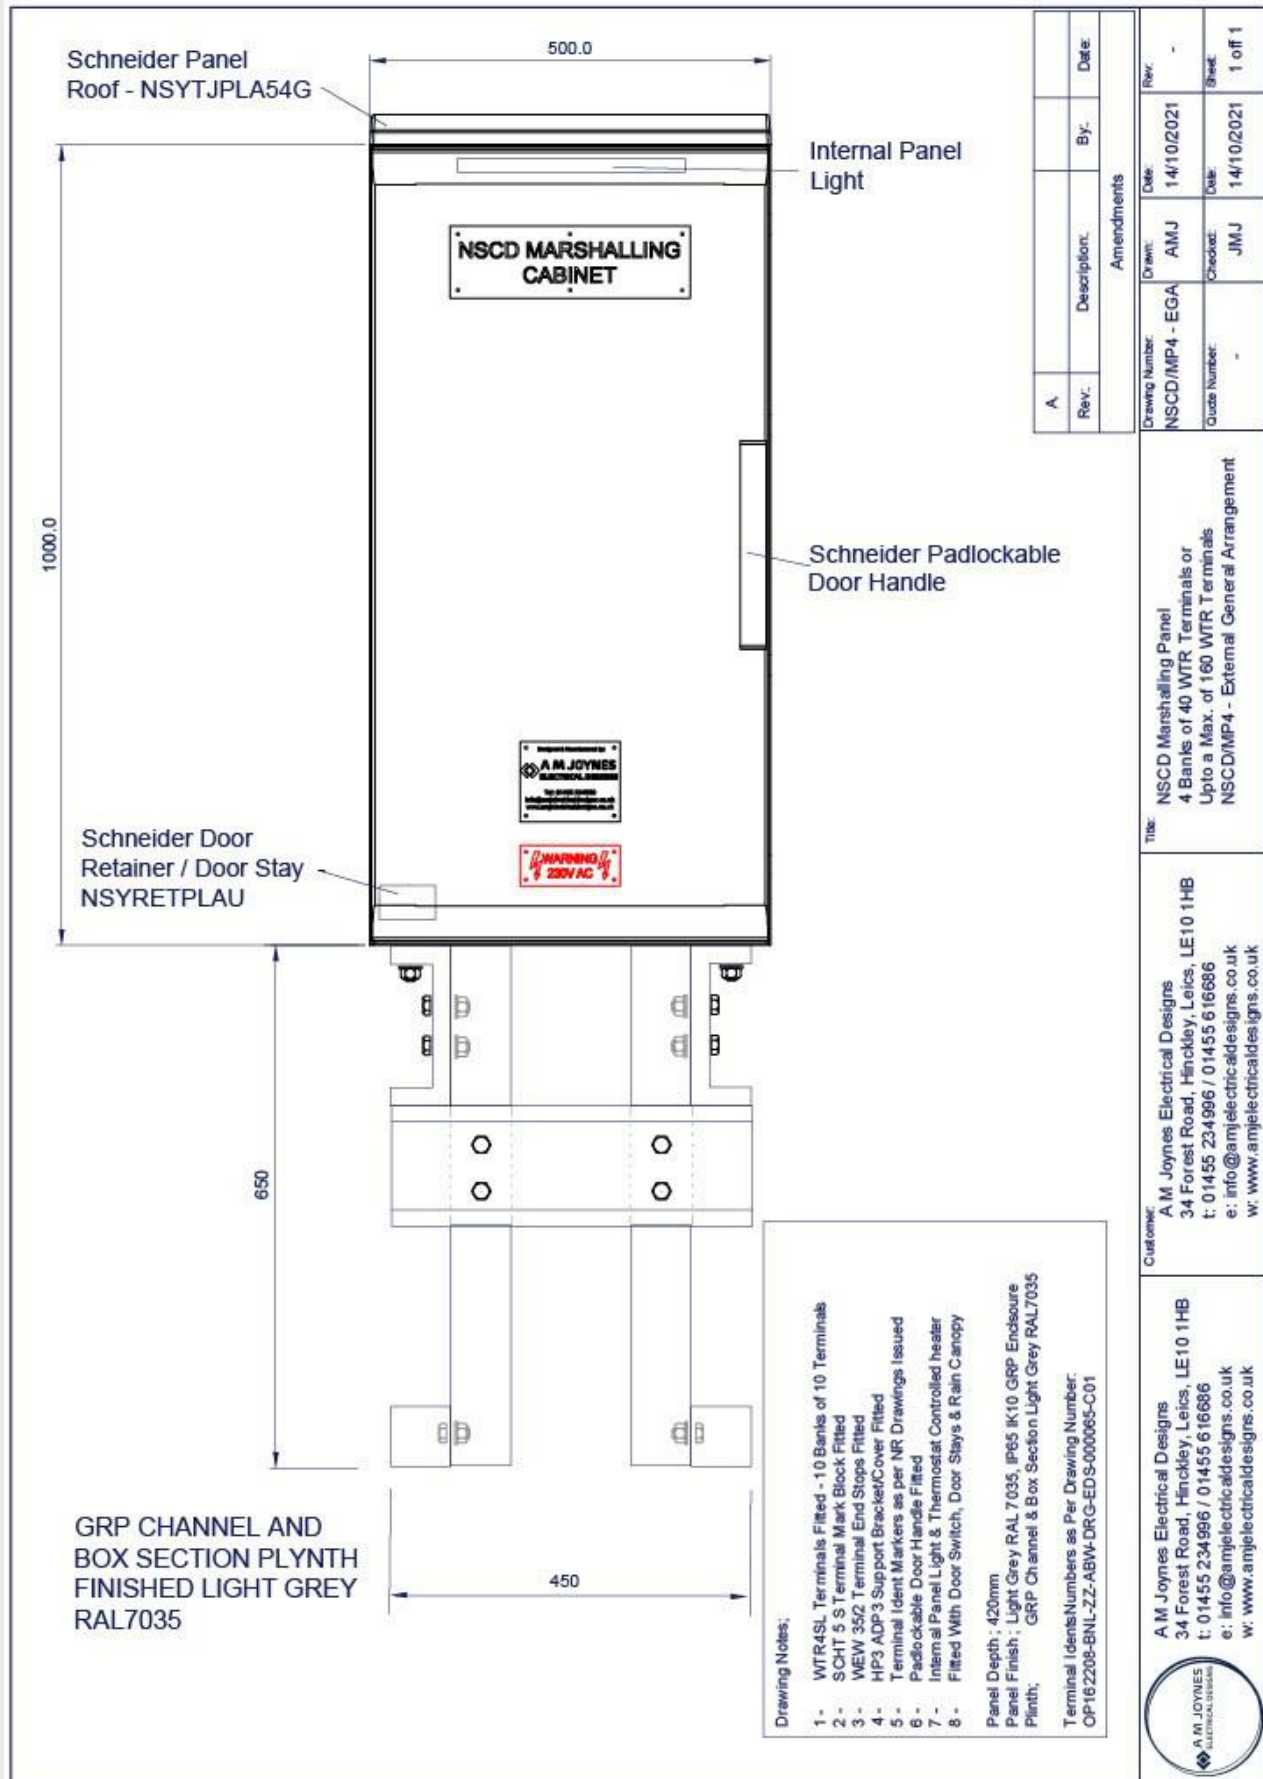 500.0
Schneider Panel
Roof - NSYTJPLA54G
Internal Panel
Light
NSCD MARSHALLING
CABINET
1000.0
Schneider Padlockable
Door Handle
A M JOYNES
ELECTRICAL DESIGNS
WARNING
230V AC
Schneider Door
Retainer / Door Stay
NSYRETPLAU
650
GRP CHANNEL AND
BOX SECTION PLYNTH
FINISHED LIGHT GREY
RAL7035
450
Drawing Notes;
1 - WTR4SL Terminals Fitted - 10 Banks of 10 Terminals
2 - SCHT 5 S Terminal Mark Block Fitted
3 - WEW 35/2 Terminal End Stops Fitted
4 - HP3 ADP3 Support Bracket/Cover Fitted
5 - Terminal Ident Markers as per NR Drawings Issued
6 - Padlockable Door Handle Fitted
7 - Internal Panel Light & Thermostat Controlled heater
8 - Fitted With Door Switch, Door Stays & Rain Canopy
Panel Depth ; 420mm
Panel Finish ; Light Grey RAL 7035, IP65 IK10 GRP Enclsoure
Plinth; GRP Channel & Box Section Light Grey RAL7035
Terminal IdentsNumbers as Per Drawing Number:
OP162208-BNL-ZZ-ABW-DRG-EDS-000065-C01
A
Rev: Description: By: Date:
Amendments
A M JOYNES
ELECTRICAL DESIGNS
A M Joynes Electrical Designs
34 Forest Road, Hinckley, Leics, LE10 1HB
t: 01455 234996 / 01455 616686
e: info@amjelectricaldesigns.co.uk
w: www.amjelectricaldesigns.co.uk
Customer:
A M Joynes Electrical Designs
34 Forest Road, Hinckley, Leics, LE10 1HB
t: 01455 234996 / 01455 616686
e: info@amjelectricaldesigns.co.uk
w: www.amjelectricaldesigns.co.uk
Title:
NSCD Marshalling Panel
4 Banks of 40 WTR Terminals or
Upto a Max. of 160 WTR Terminals
NSCD/MP4 - External General Arrangement
Drawing Number: Drawn: Date: Rev:
NSCD/MP4 - EGA AMJ 14/10/2021 -
Quote Number: Checked: Date: Sheet:
- JMJ 14/10/2021 1 off 1